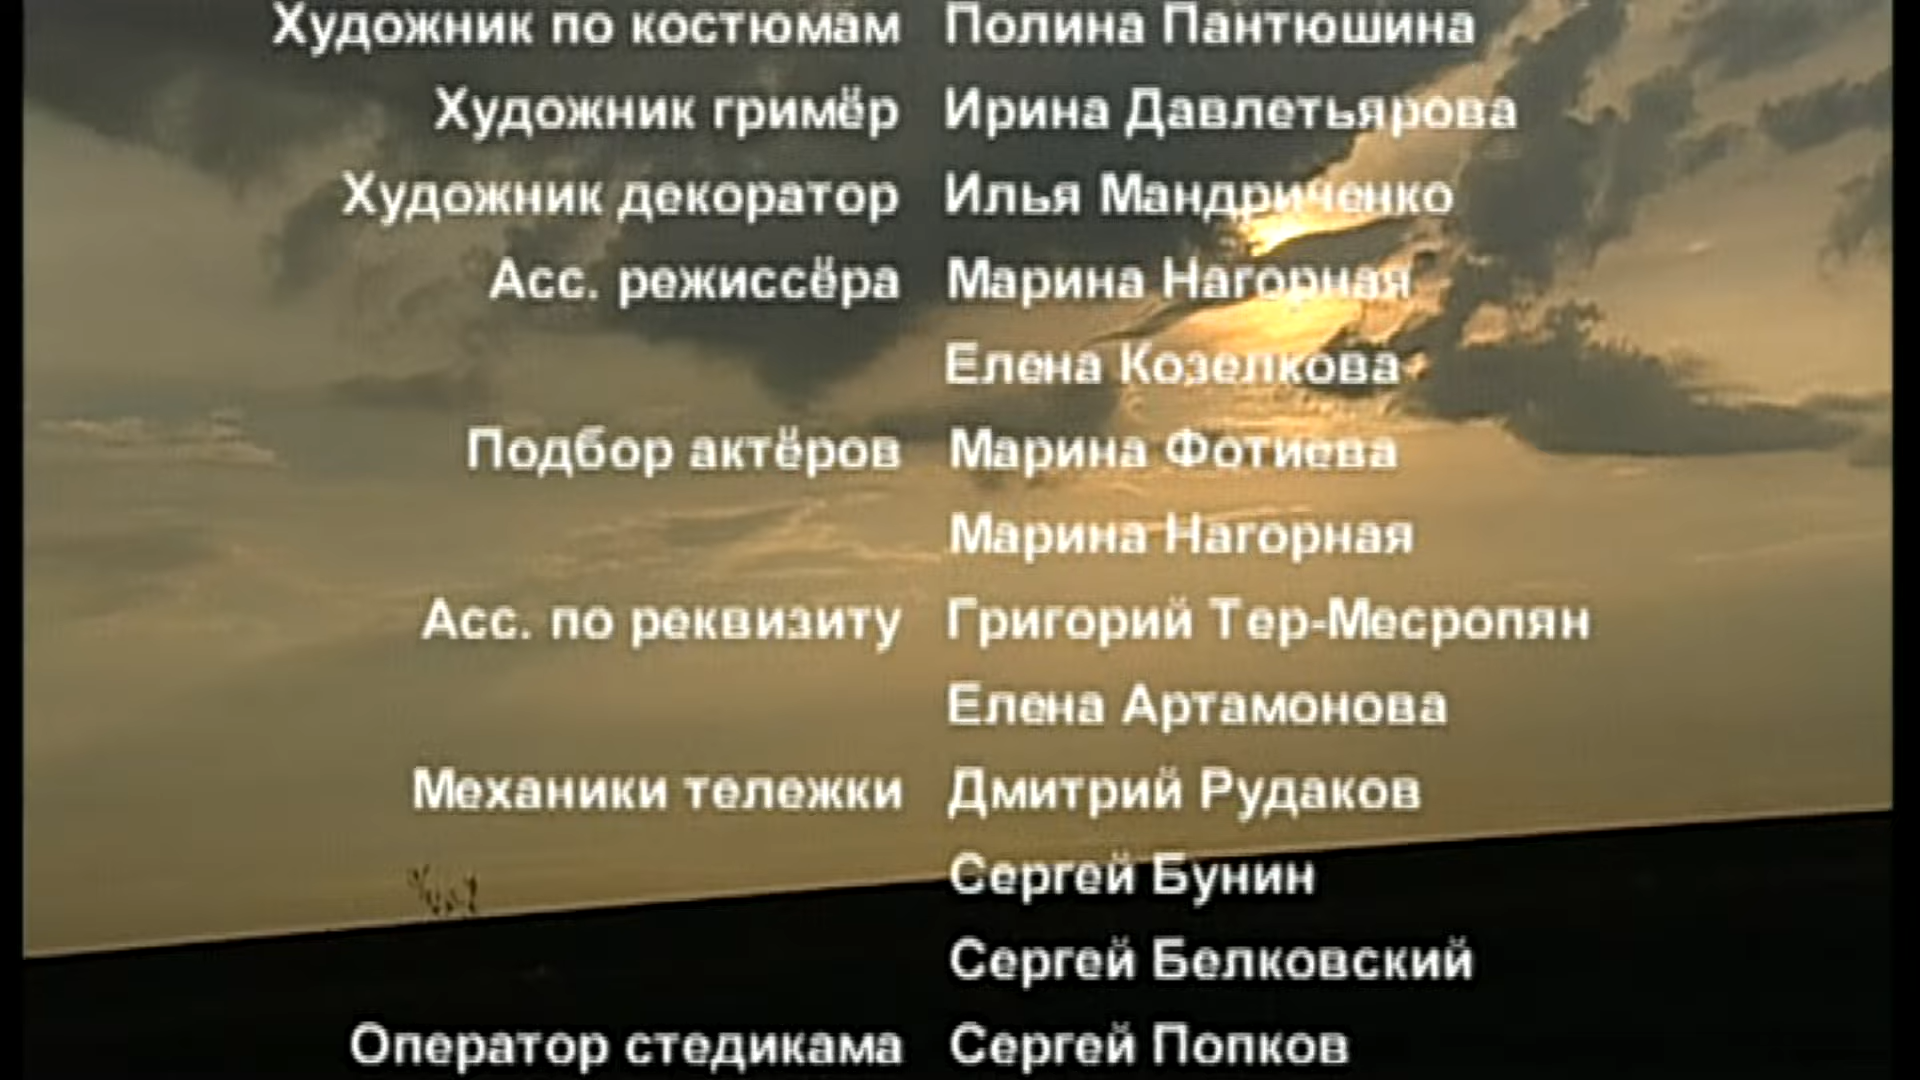 Художник по костюмам Полина Пантюшина
Художник гримёр Ирина Давлетьярова
Художник декоратор Илья Мандриченко
Асс. режиссёра Марина Нагорная
Елена Козелкова
Подбор актёров Марина Фотиева
Марина Нагорная
Асс. по реквизиту Григорий Тер-Месропян
Елена Артамонова
Механики тележки Дмитрий Рудаков
Сергей Бунин
Сергей Белковский
Оператор стедикама Сергей Попков